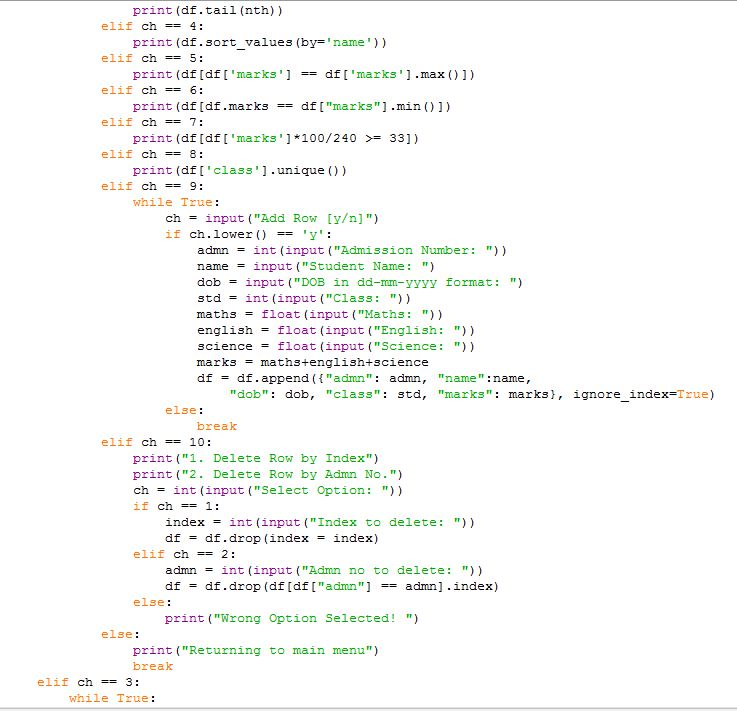 print(df.tail(nth))
elif ch == 4:
print(df.sort_values(by='name'))
elif ch == 5:
print(df[df['marks'] == df['marks'].max()])
elif ch == 6:
print(df[df.marks == df["marks"].min()])
elif ch == 7:
print(df[df['marks']*100/240 >= 33])
elif ch == 8:
print(df['class'].unique())
elif ch == 9:
while True:
ch = input("Add Row [y/n]")
if ch.lower() == 'y':
admn = int(input("Admission Number: "))
name = input("Student Name: ")
dob = input("DOB in dd-mm-yyyy format: ")
std = int(input("Class: "))
maths = float(input("Maths: "))
english = float(input("English: "))
science = float(input("Science: "))
marks = maths+english+science
df = df.append({"admn": admn, "name":name,
"dob": dob, "class": std, "marks": marks}, ignore_index=True)
else:
break
elif ch == 10:
print("1. Delete Row by Index")
print("2. Delete Row by Admn No.")
ch = int(input("Select Option: "))
if ch == 1:
index = int(input("Index to delete: "))
df = df.drop(index = index)
elif ch == 2:
admn = int(input("Admn no to delete: "))
df = df.drop(df[df["admn"] == admn].index)
else:
print("Wrong Option Selected! ")
else:
print("Returning to main menu")
break
elif ch == 3:
while True: